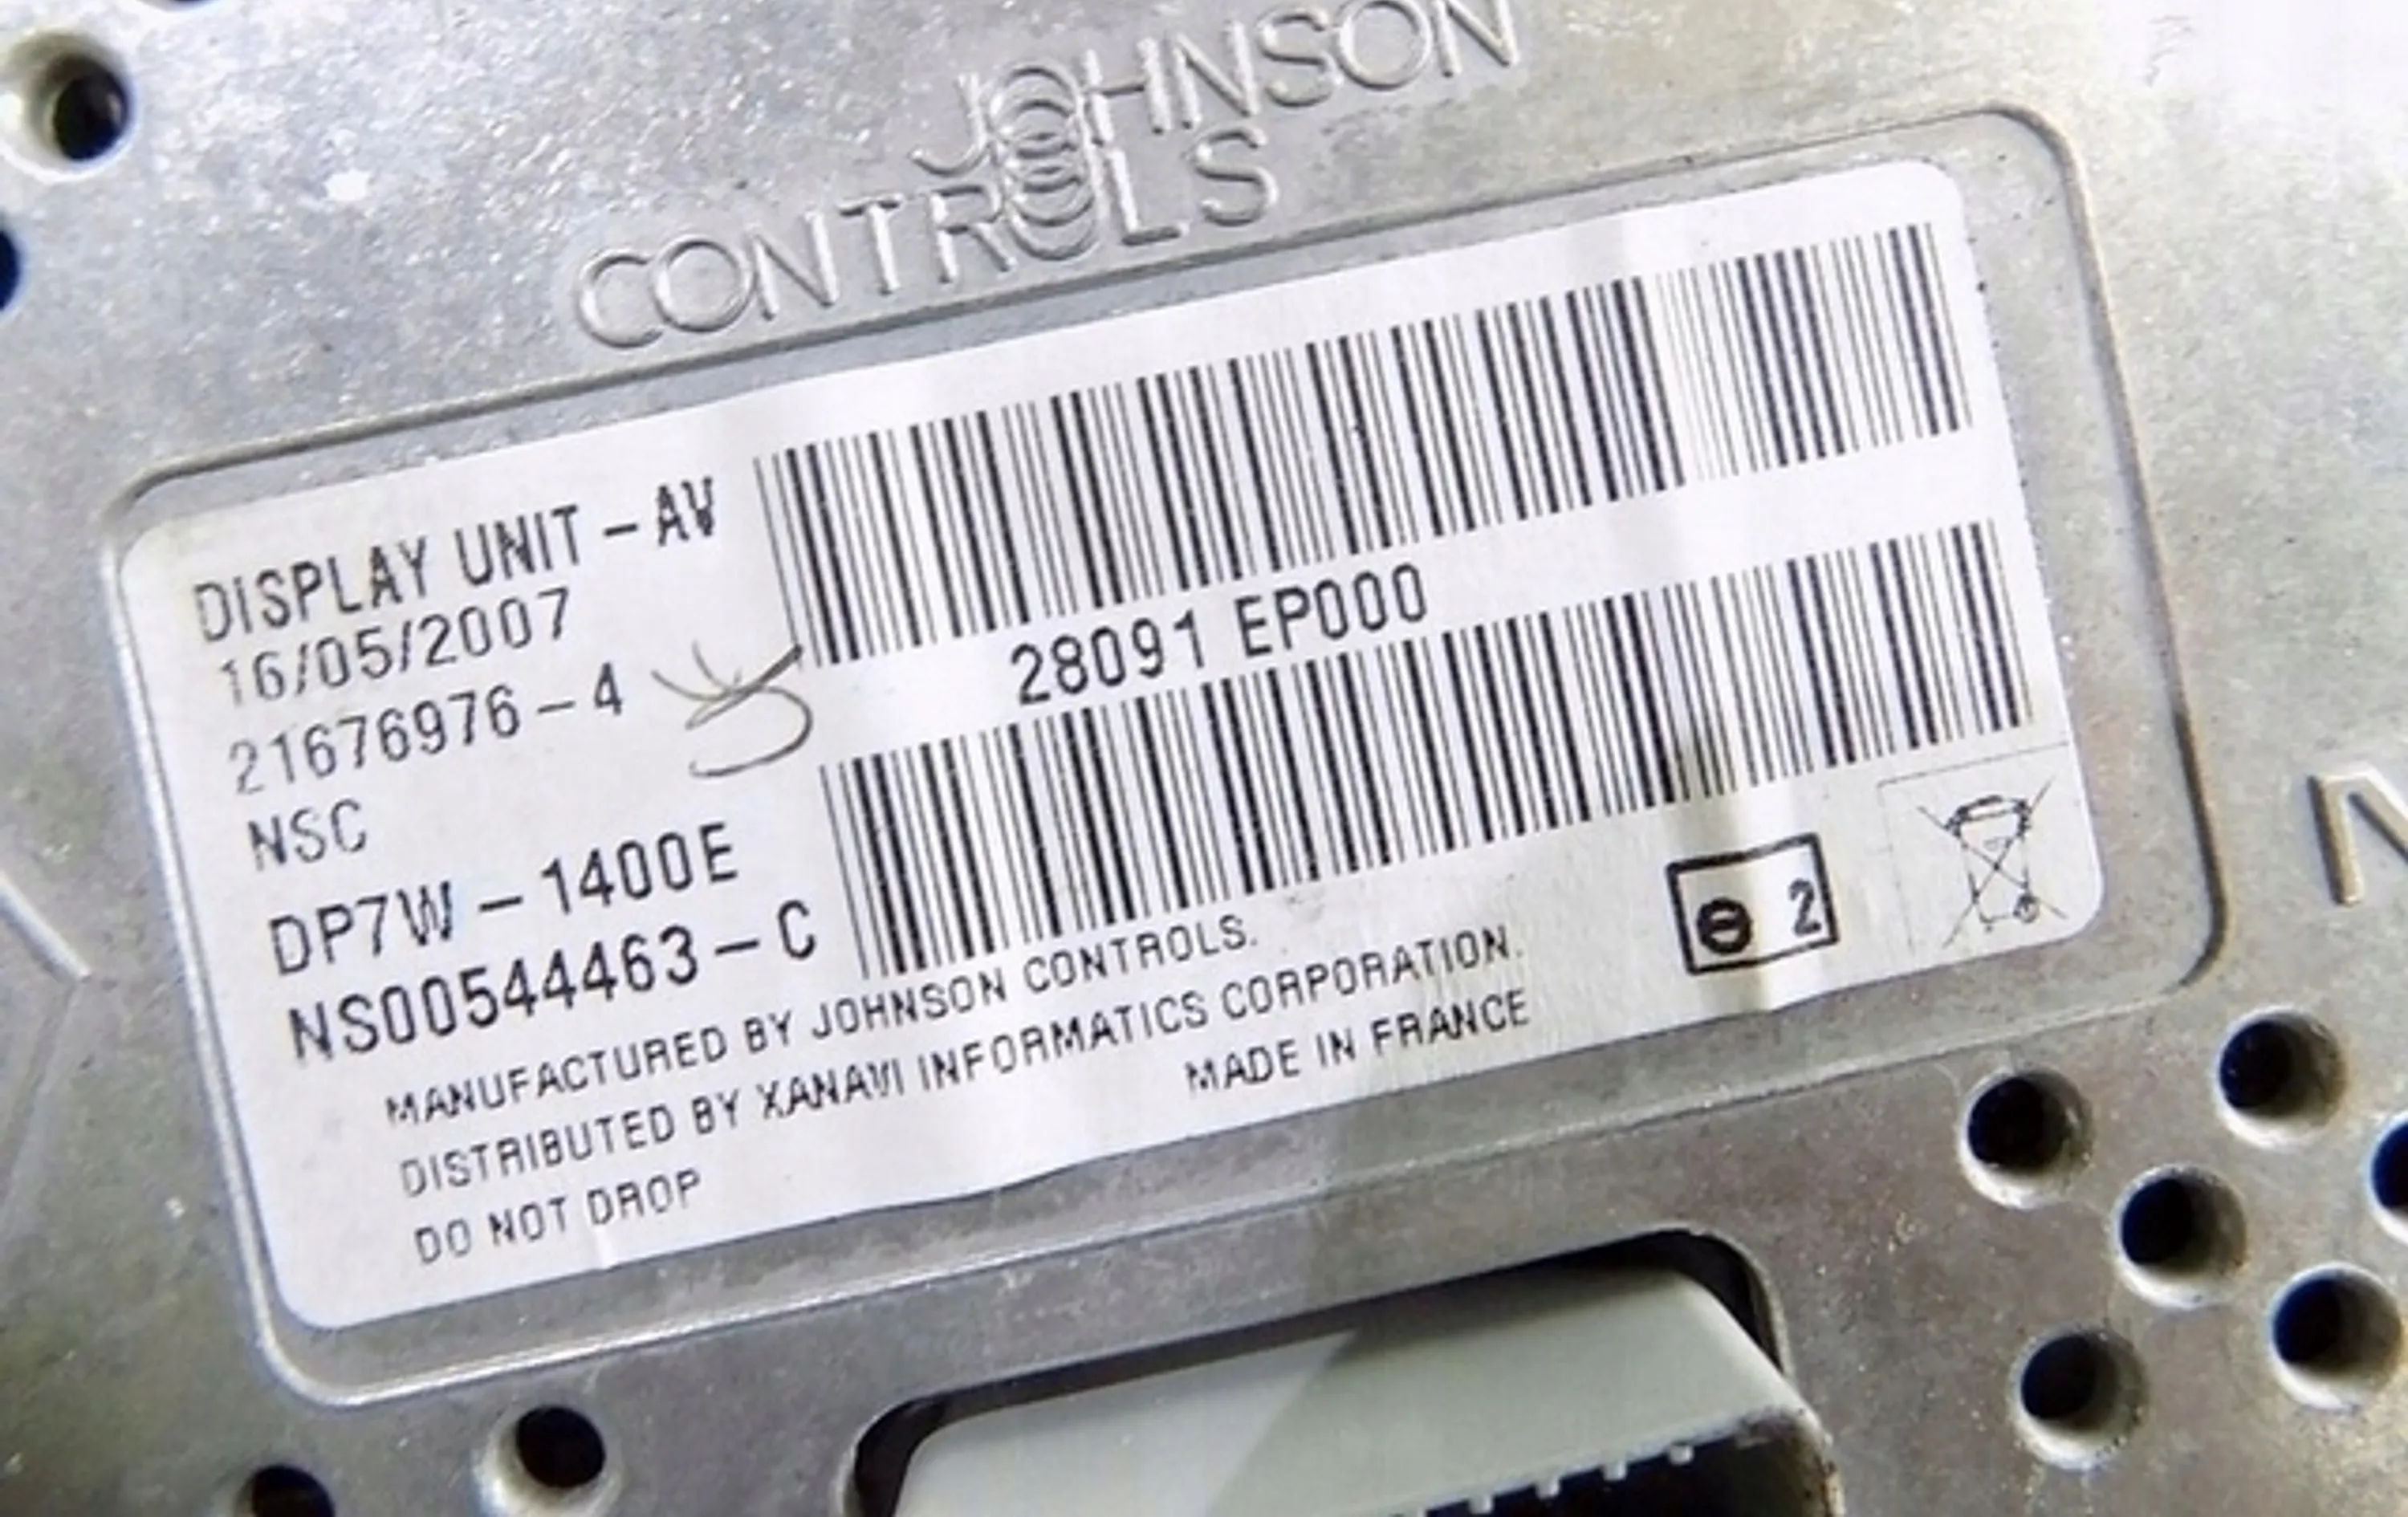 JOHNSON
CONTROLS
DISPLAY UNIT - AV
16/05/2007
21676976 - 4
NSC
DP7W - 1400E
NS00544463 - C
28091 EP000
MANUFACTURED BY JOHNSON CONTROLS.
DISTRIBUTED BY XANAVI INFORMATICS CORPORATION.
MADE IN FRANCE
DO NOT DROP
2